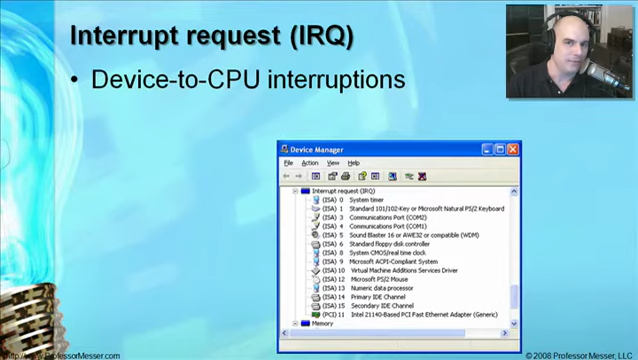 Interrupt request (IRQ)
• Device-to-CPU interruptions
Device Manager
File Action View Help
Interrupt request (IRQ)
(ISA) 0 System timer
(ISA) 1 Standard 101/102-Key or Microsoft Natural PS/2 Keyboard
(ISA) 3 Communications Port (COM2)
(ISA) 4 Communications Port (COM1)
(ISA) 5 Sound Blaster 16 or AWE32 or compatible (WDM)
(ISA) 6 Standard floppy disk controller
(ISA) 8 System CMOS/real time clock
(ISA) 9 Microsoft ACPI-Compliant System
(ISA) 10 Virtual Machine Additions Services Driver
(ISA) 12 Microsoft PS/2 Mouse
(ISA) 13 Numeric data processor
(ISA) 14 Primary IDE Channel
(ISA) 15 Secondary IDE Channel
(PCI) 11 Intel 21140-Based PCI Fast Ethernet Adapter (Generic)
Memory
http://www.ProfessorMesser.com
© 2008 Professor Messer, LLC